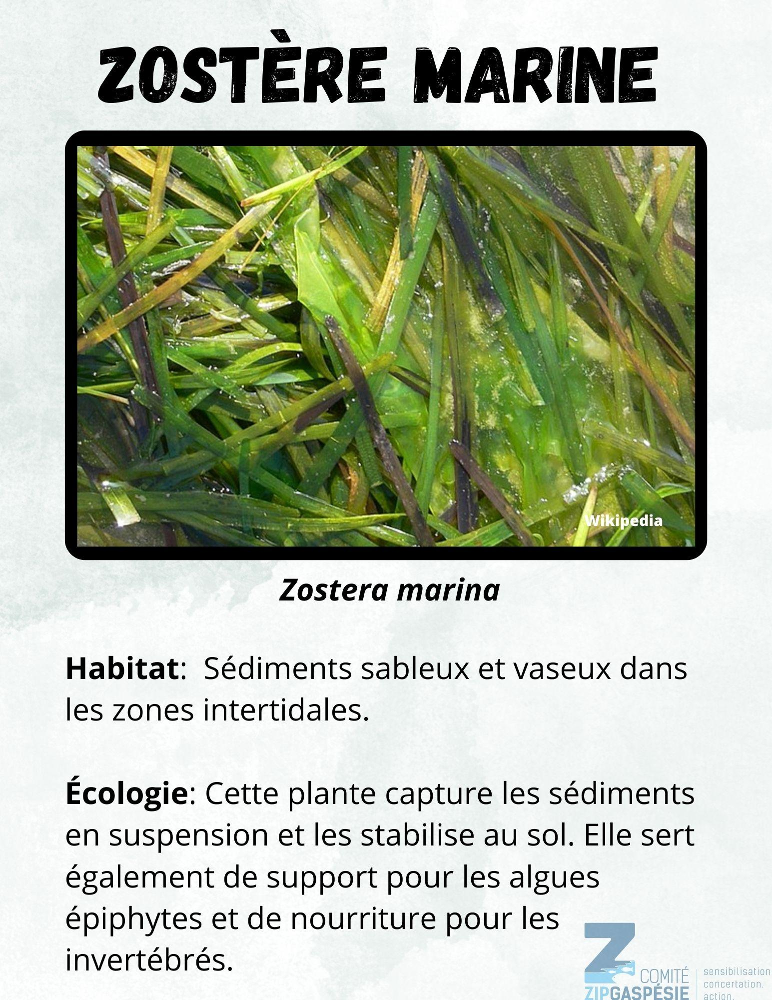 ZOSTÈRE MARINE
Wikipedia
Zostera marina
Habitat: Sédiments sableux et vaseux dans
les zones intertidales.
Écologie: Cette plante capture les sédiments
en suspension et les stabilise au sol. Elle sert
également de support pour les algues
épiphytes et de nourriture pour les
invertébrés.
Z
COMITÉ
ZIPGASPÉSIE
sensibilisation
concertation.
action.